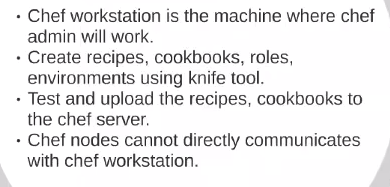 • Chef workstation is the machine where chef
admin will work.
• Create recipes, cookbooks, roles,
environments using knife tool.
• Test and upload the recipes, cookbooks to
the chef server.
• Chef nodes cannot directly communicates
with chef workstation.